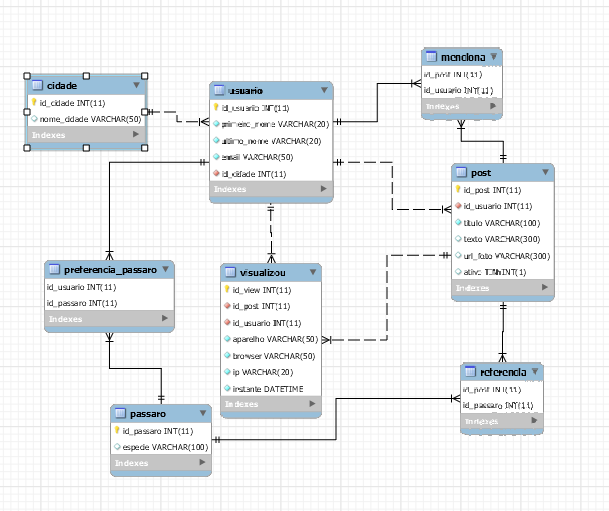 cidade
id_cidade INT(11)
nome_cidade VARCHAR(50)
Indexes
usuario
id_usuario INT(11)
primeiro_nome VARCHAR(20)
ultimo_nome VARCHAR(20)
email VARCHAR(50)
id_cidade INT(11)
Indexes
menciona
id_post INT(11)
id_usuario INT(11)
Indexes
post
id_post INT(11)
id_usuario INT(11)
titulo VARCHAR(100)
texto VARCHAR(300)
url_foto VARCHAR(300)
ativo TINYINT(1)
Indexes
preferencia_passaro
id_usuario INT(11)
id_passaro INT(11)
Indexes
visualizou
id_view INT(11)
id_post INT(11)
id_usuario INT(11)
aparelho VARCHAR(50)
browser VARCHAR(50)
ip VARCHAR(20)
instante DATETIME
Indexes
referencia
id_post INT(11)
id_passaro INT(11)
Indexes
passaro
id_passaro INT(11)
especie VARCHAR(100)
Indexes